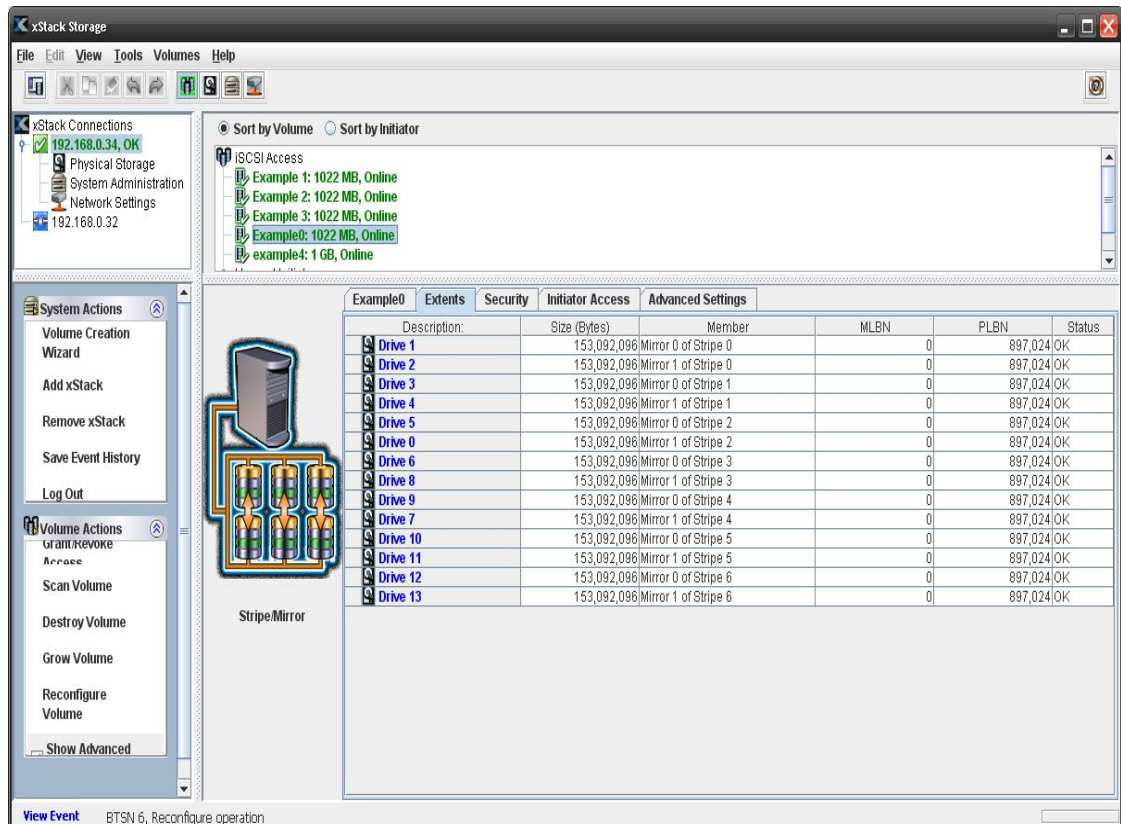 xStack Storage
File Edit View Tools Volumes Help
xStack Connections
192.168.0.34, OK
Physical Storage
System Administration
Network Settings
192.168.0.32
Sort by Volume Sort by Initiator
iSCSI Access
Example 1: 1022 MB, Online
Example 2: 1022 MB, Online
Example 3: 1022 MB, Online
Example0: 1022 MB, Online
example4: 1 GB, Online
System Actions
Volume Creation
Wizard
Add xStack
Remove xStack
Save Event History
Log Out
Volume Actions
Grant/Revoke
Access
Scan Volume
Destroy Volume
Grow Volume
Reconfigure
Volume
Show Advanced
Stripe/Mirror
Example0 Extents Security Initiator Access Advanced Settings
Description: Size (Bytes) Member MLBN PLBN Status
Drive 1 153,092,096 Mirror 0 of Stripe 0 0 897,024 OK
Drive 2 153,092,096 Mirror 1 of Stripe 0 0 897,024 OK
Drive 3 153,092,096 Mirror 0 of Stripe 1 0 897,024 OK
Drive 4 153,092,096 Mirror 1 of Stripe 1 0 897,024 OK
Drive 5 153,092,096 Mirror 0 of Stripe 2 0 897,024 OK
Drive 0 153,092,096 Mirror 1 of Stripe 2 0 897,024 OK
Drive 6 153,092,096 Mirror 0 of Stripe 3 0 897,024 OK
Drive 8 153,092,096 Mirror 1 of Stripe 3 0 897,024 OK
Drive 9 153,092,096 Mirror 0 of Stripe 4 0 897,024 OK
Drive 7 153,092,096 Mirror 1 of Stripe 4 0 897,024 OK
Drive 10 153,092,096 Mirror 0 of Stripe 5 0 897,024 OK
Drive 11 153,092,096 Mirror 1 of Stripe 5 0 897,024 OK
Drive 12 153,092,096 Mirror 0 of Stripe 6 0 897,024 OK
Drive 13 153,092,096 Mirror 1 of Stripe 6 0 897,024 OK
View Event BTSN 6, Reconfigure operation